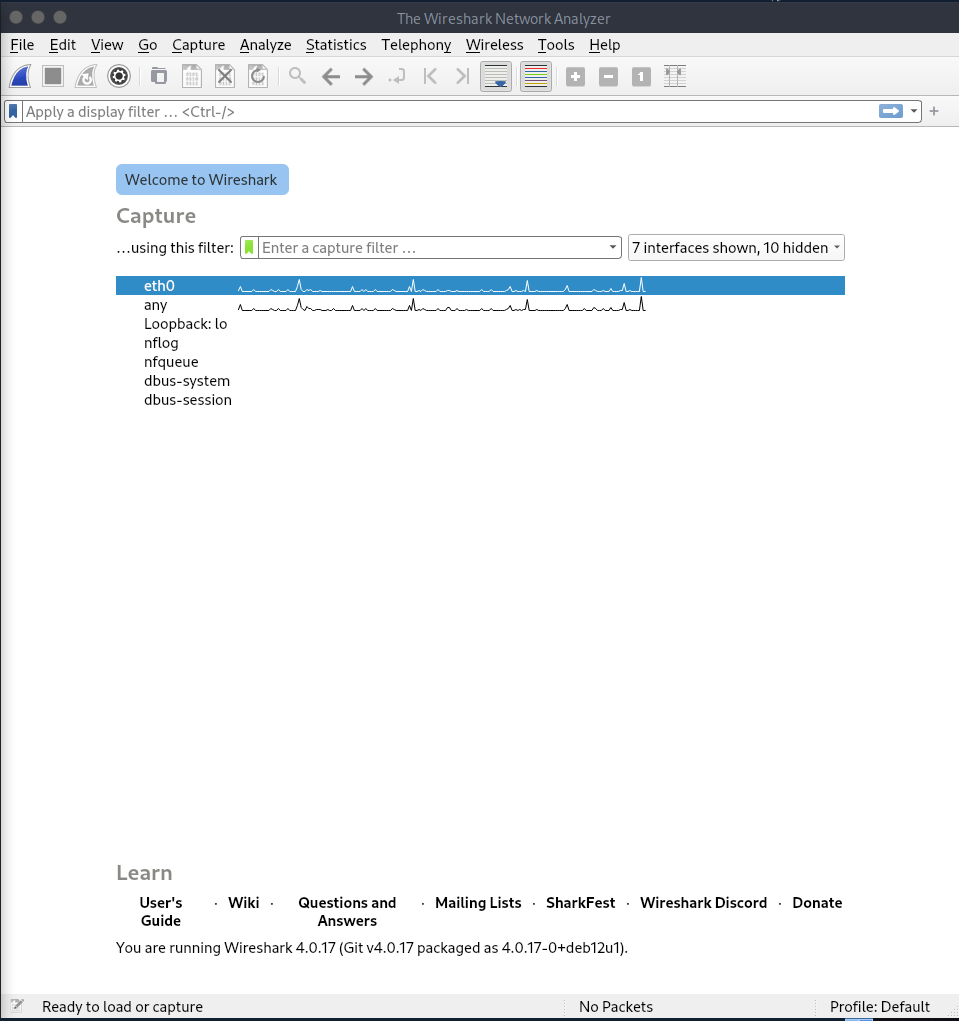 The Wireshark Network Analyzer
File Edit View Go Capture Analyze Statistics Telephony Wireless Tools Help
Apply a display filter … <Ctrl-/>
Welcome to Wireshark
Capture
…using this filter: Enter a capture filter … 7 interfaces shown, 10 hidden
eth0
any
Loopback: lo
nflog
nfqueue
dbus-system
dbus-session
Learn
User's Guide · Wiki · Questions and Answers · Mailing Lists · SharkFest · Wireshark Discord · Donate
You are running Wireshark 4.0.17 (Git v4.0.17 packaged as 4.0.17-0+deb12u1).
Ready to load or capture No Packets Profile: Default